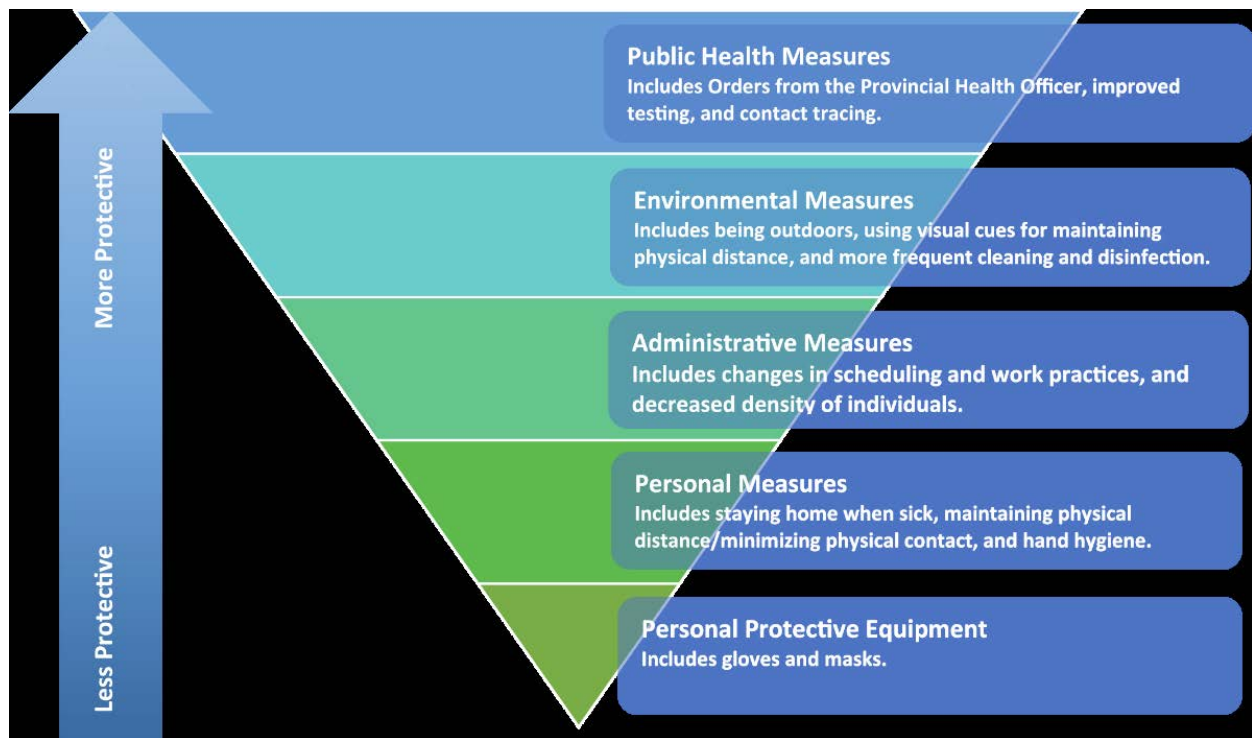 More Protective
Less Protective
Public Health Measures
Includes Orders from the Provincial Health Officer, improved
testing, and contact tracing.
Environmental Measures
Includes being outdoors, using visual cues for maintaining
physical distance, and more frequent cleaning and disinfection.
Administrative Measures
Includes changes in scheduling and work practices, and
decreased density of individuals.
Personal Measures
Includes staying home when sick, maintaining physical
distance/minimizing physical contact, and hand hygiene.
Personal Protective Equipment
Includes gloves and masks.